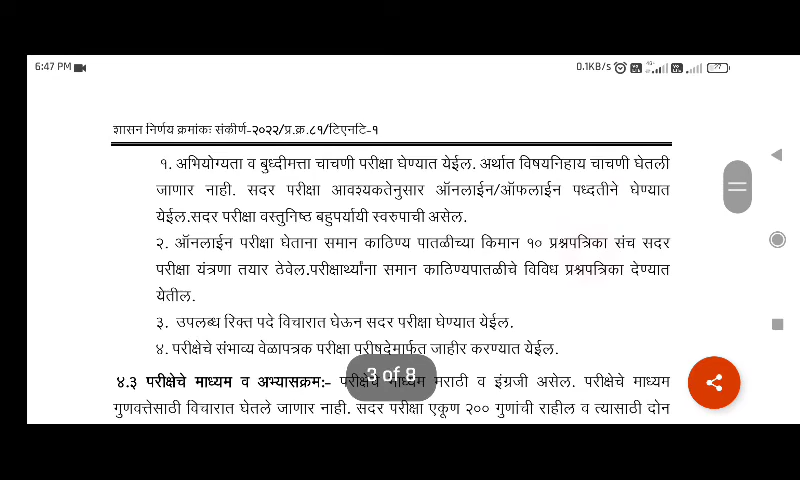 6:47 PM
0.1KB/s
4G
27
शासन निर्णय क्रमांकः संकीर्ण-२०२२/प्र.क्र.८१/टिएनटि-१
१. अभियोग्यता व बुध्दीमत्ता चाचणी परीक्षा घेण्यात येईल. अर्थात विषयनिहाय चाचणी घेतली
जाणार नाही. सदर परीक्षा आवश्यकतेनुसार ऑनलाईन/ऑफलाईन पध्दतीने घेण्यात
येईल. सदर परीक्षा वस्तुनिष्ठ बहुपर्यायी स्वरुपाची असेल.
२. ऑनलाईन परीक्षा घेताना समान काठिण्य पातळीच्या किमान १० प्रश्नपत्रिका संच सदर
परीक्षा यंत्रणा तयार ठेवेल.परीक्षार्थ्यांना समान काठिण्यपातळीचे विविध प्रश्नपत्रिका देण्यात
येतील.
३. उपलब्ध रिक्त पदे विचारात घेऊन सदर परीक्षा घेण्यात येईल.
४. परीक्षेचे संभाव्य वेळापत्रक परीक्षा परीषदेमार्फत जाहीर करण्यात येईल.
3 of 8
४.३ परीक्षेचे माध्यम व अभ्यासक्रमः- परीक्षेचे माध्यम मराठी व इंग्रजी असेल. परीक्षेचे माध्यम
गुणवत्तेसाठी विचारात घेतले जाणार नाही. सदर परीक्षा एकूण २०० गुणांची राहील व त्यासाठी दोन